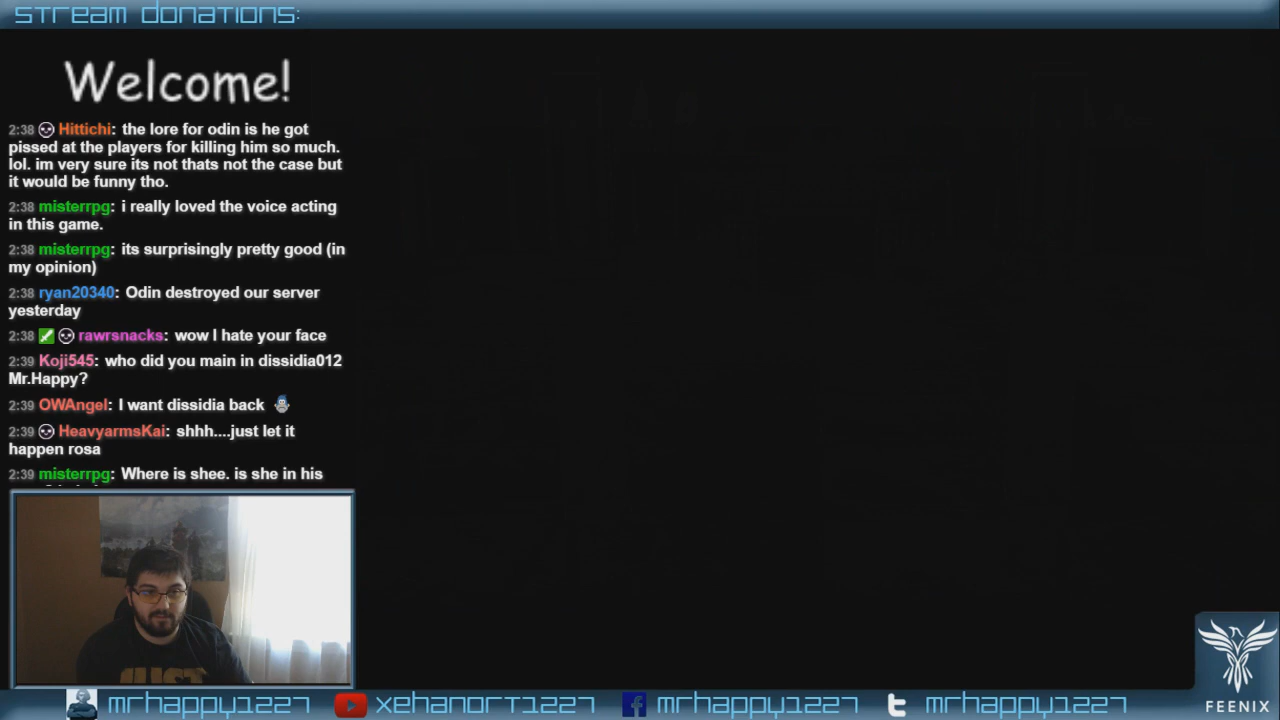 STREAM DONATIONS:
Welcome!
2:38 Hittichi: the lore for odin is he got
pissed at the players for killing him so much.
lol. im very sure its not thats not the case but
it would be funny tho.
2:38 misterrpg: i really loved the voice acting
in this game.
2:38 misterrpg: its surprisingly pretty good (in
my opinion)
2:38 ryan20340: Odin destroyed our server
yesterday
2:38 rawrsnacks: wow I hate your face
2:39 Koji545: who did you main in dissidia012
Mr.Happy?
2:39 OWAngel: I want dissidia back
2:39 HeavyarmsKai: shhh....just let it
happen rosa
2:39 misterrpg: Where is shee. is she in his
JUST
mrhappy1227 xehanort1227 mrhappy1227 mrhappy1227
FEENIX